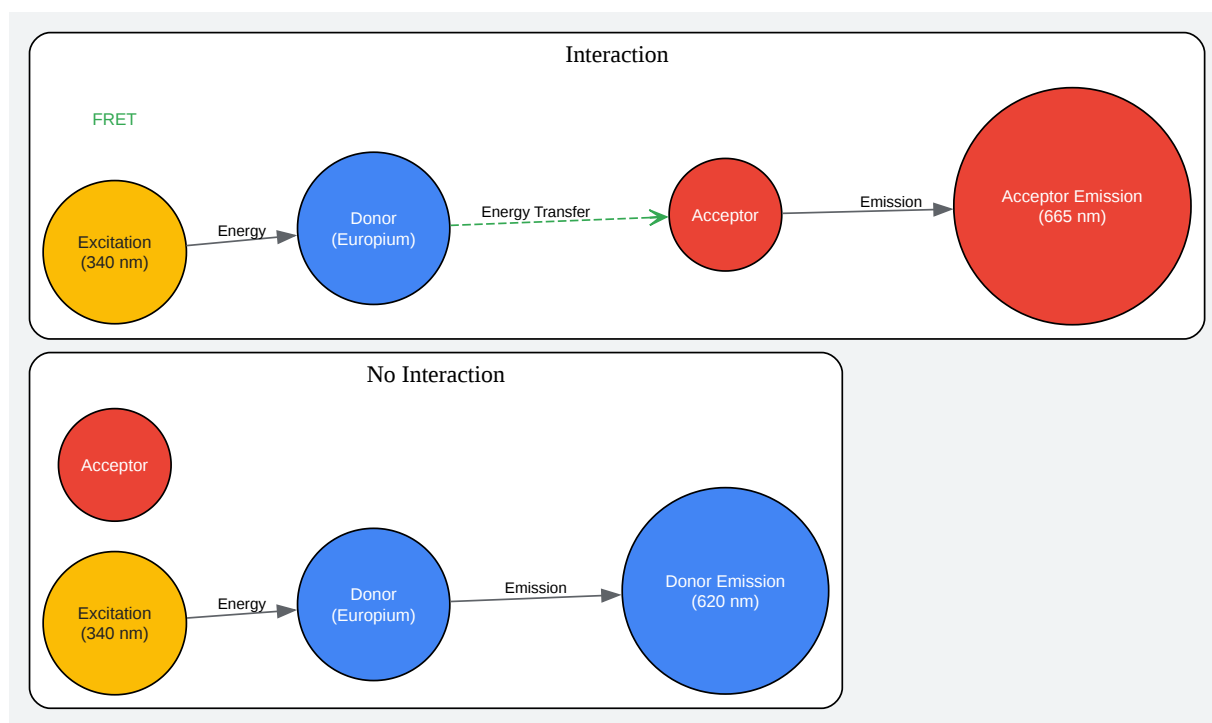 Interaction
FRET
Excitation
(340 nm)
Energy
Donor
(Europium)
Energy Transfer
Acceptor
Emission
Acceptor Emission
(665 nm)
No Interaction
Acceptor
Excitation
(340 nm)
Energy
Donor
(Europium)
Emission
Donor Emission
(620 nm)